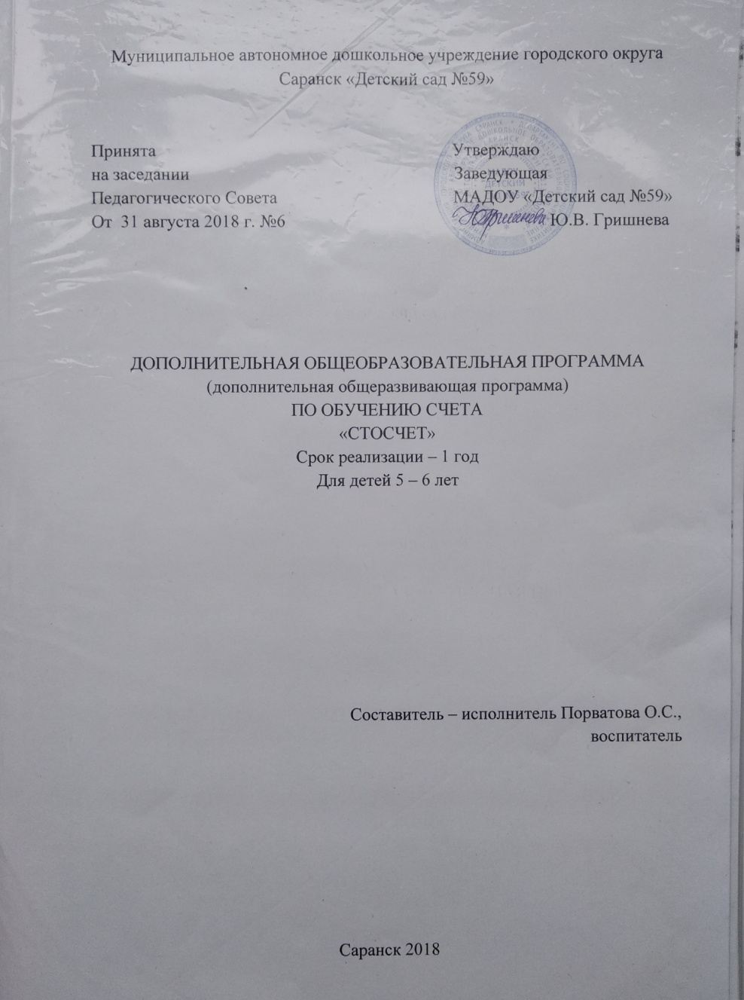 Муниципальное автономное дошкольное учреждение городского округа
Саранск «Детский сад №59»
Принята
на заседании
Педагогического Совета
От 31 августа 2018 г. №6
Утверждаю
Заведующая
МАДОУ «Детский сад №59»
Ю.В. Гришнева
ДОПОЛНИТЕЛЬНАЯ ОБЩЕОБРАЗОВАТЕЛЬНАЯ ПРОГРАММА
(дополнительная общеразвивающая программа)
ПО ОБУЧЕНИЮ СЧЕТА
«СТОСЧЕТ»
Срок реализации – 1 год
Для детей 5 – 6 лет
Составитель – исполнитель Порватова О.С.,
воспитатель
Саранск 2018